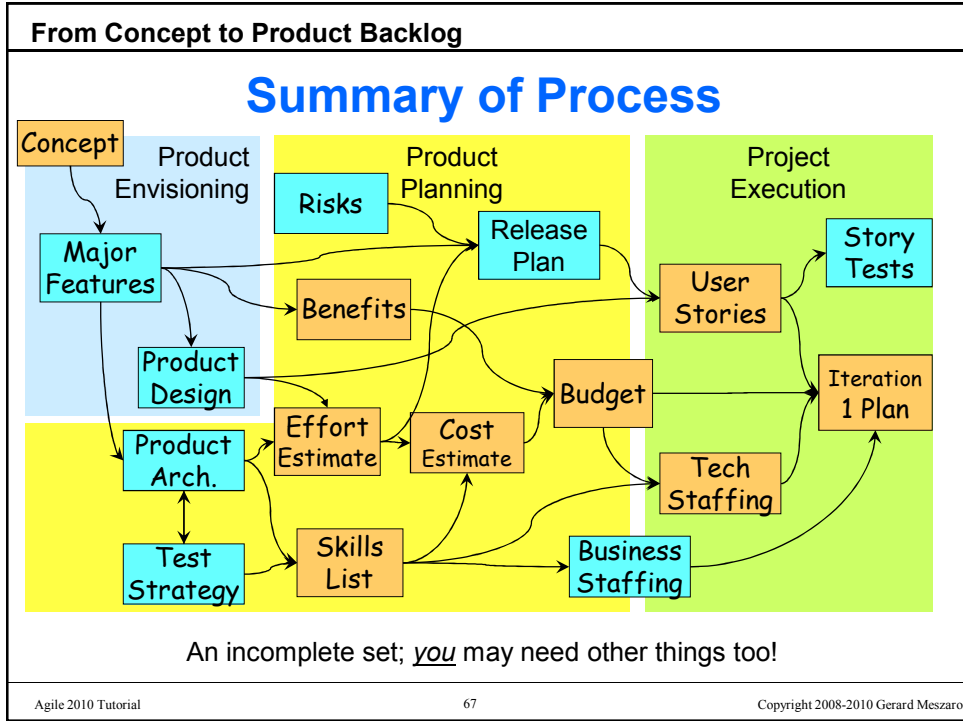 From Concept to Product Backlog
Summary of Process
Concept
Product
Envisioning
Major
Features
Product
Design
Product
Planning
Risks
Release
Plan
Benefits
Budget
Effort
Estimate
Cost
Estimate
Product
Arch.
Test
Strategy
Skills
List
Business
Staffing
Project
Execution
Story
Tests
User
Stories
Iteration
1 Plan
Tech
Staffing
An incomplete set; you may need other things too!
Agile 2010 Tutorial
67
Copyright 2008-2010 Gerard Meszaro